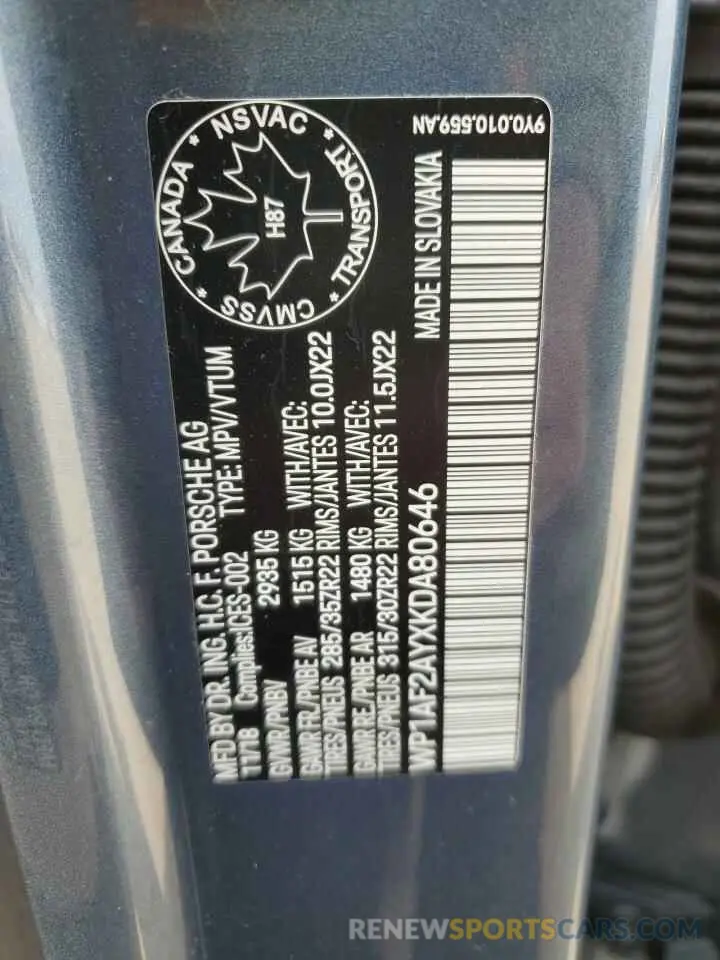 MFD BY DR. ING. H.C. F. PORSCHE AG
11/18 Complies:ICES-002 TYPE: MPV/VTUM
GVWR/PNBV 2935 KG
GAWR FR./PNBE AV 1515 KG WITH/AVEC:
TIRES/PNEUS 285/35ZR22 RIMS/JANTES 10.0JX22
GAWR RE./PNBE AR 1480 KG WITH/AVEC:
TIRES/PNEUS 315/30ZR22 RIMS/JANTES 11.5JX22
WP1AF2AYXKDA80646 MADE IN SLOVAKIA
CANADA * NSVAC * TRANSPORT * CMVSS *
H87
9Y0.010.559.AN
RENEWSPORTSCARS.COM